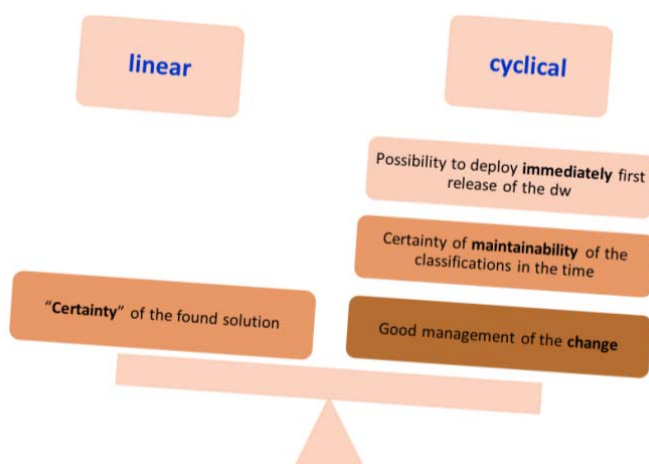 linear
cyclical
Possibility to deploy immediately first
release of the dw
Certainty of maintainability of the
classifications in the time
"Certainty" of the found solution
Good management of the change